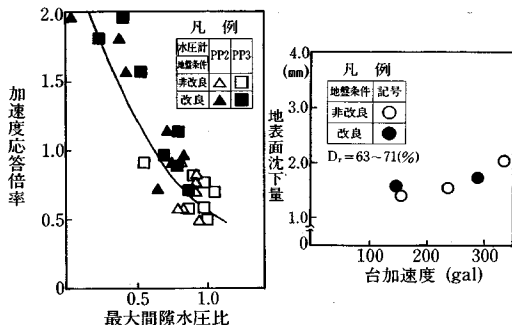 凡 例
水圧計 PP2 PP3
地盤条件
非改良 △ □
改良 ▲ ■
加速度応答倍率
2.0
1.5
1.0
0.5
0
0.5 1.0
最大間隙水圧比
4.0
(mm)
3.0
2.0
1.0
0
地表面沈下量
凡 例
地盤条件 記号
非改良 ○
改良 ●
Dr=63~71(%)
100 200 300
台加速度 (gal)